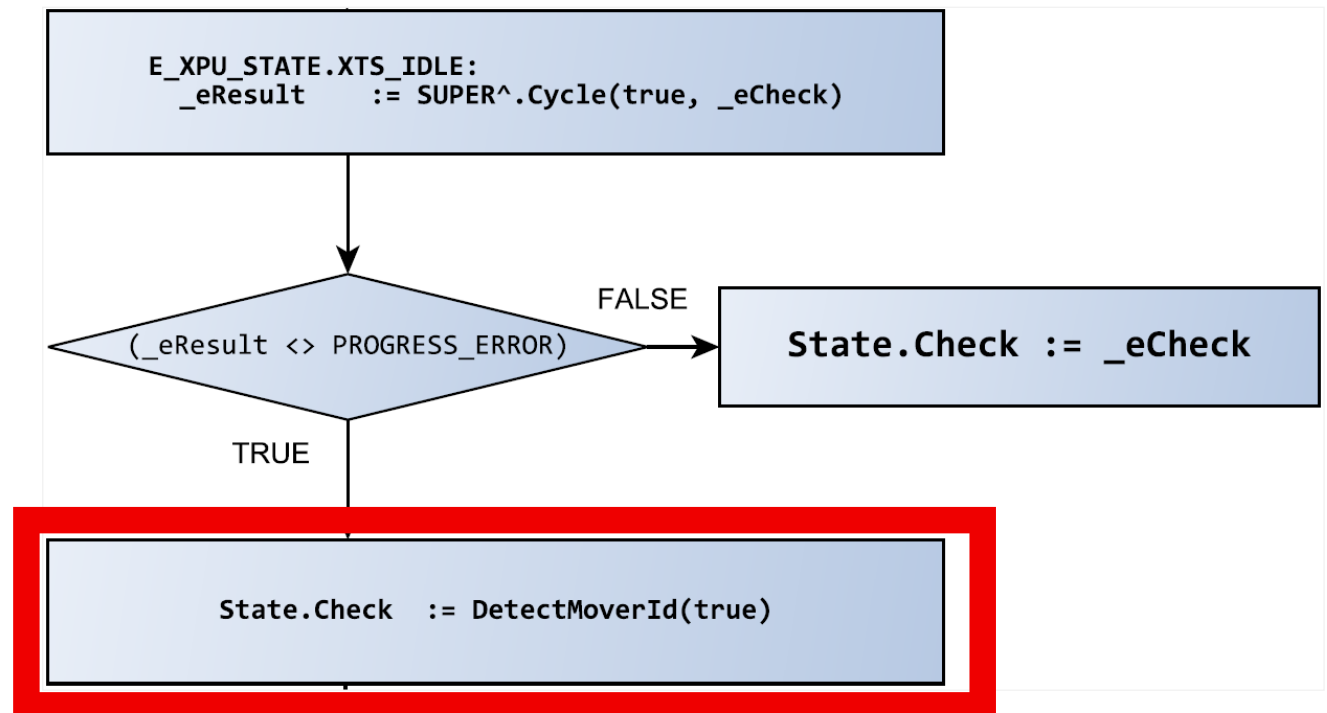 E_XPU_STATE.XTS_IDLE:
_eResult := SUPER^.Cycle(true, _eCheck)
(_eResult <> PROGRESS_ERROR)
FALSE
State.Check := _eCheck
TRUE
State.Check := DetectMoverId(true)